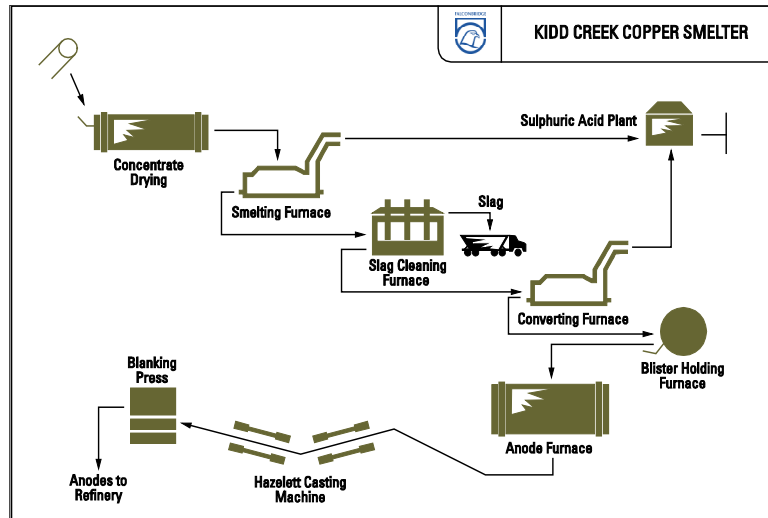 FALCONBRIDGE
KIDD CREEK COPPER SMELTER
Sulphuric Acid Plant
Concentrate
Drying
Smelting Furnace
Slag
Slag Cleaning
Furnace
Converting Furnace
Blister Holding
Furnace
Blanking
Press
Anode Furnace
Anodes to
Refinery
Hazelett Casting
Machine